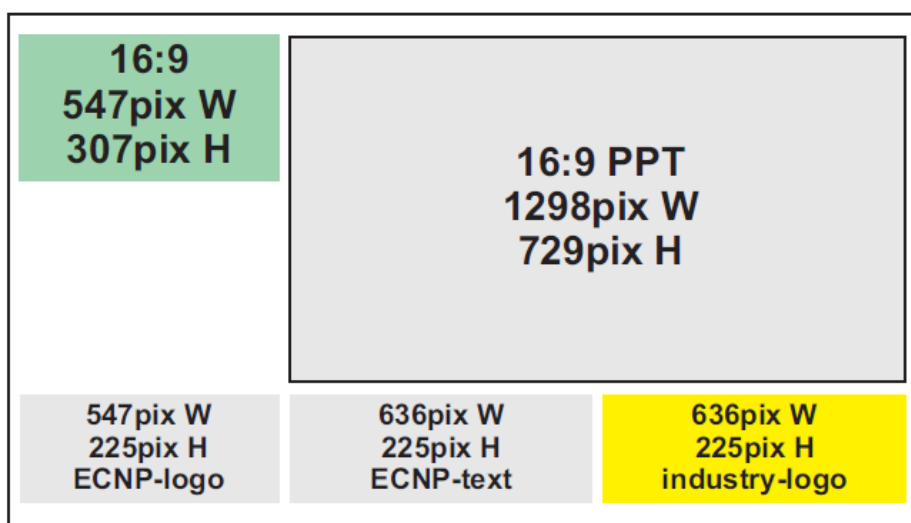 16:9
547pix W
307pix H
16:9 PPT
1298pix W
729pix H
547pix W
225pix H
ECNP-logo
636pix W
225pix H
ECNP-text
636pix W
225pix H
industry-logo